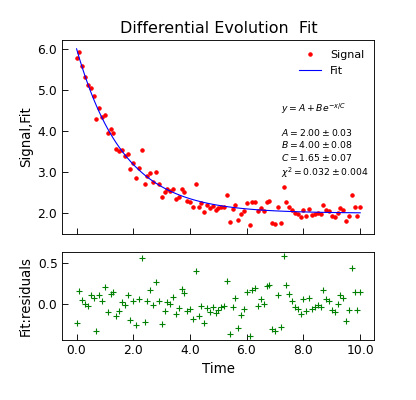 Differential Evolution  Fit
6.0
5.0
4.0
3.0
2.0
Signal,Fit
Signal
Fit
y = A + Be^{-x/C}
A = 2.00 ± 0.03
B = 4.00 ± 0.08
C = 1.65 ± 0.07
χ² = 0.032 ± 0.004
0.5
0.0
Fit:residuals
0.0 2.0 4.0 6.0 8.0 10.0
Time